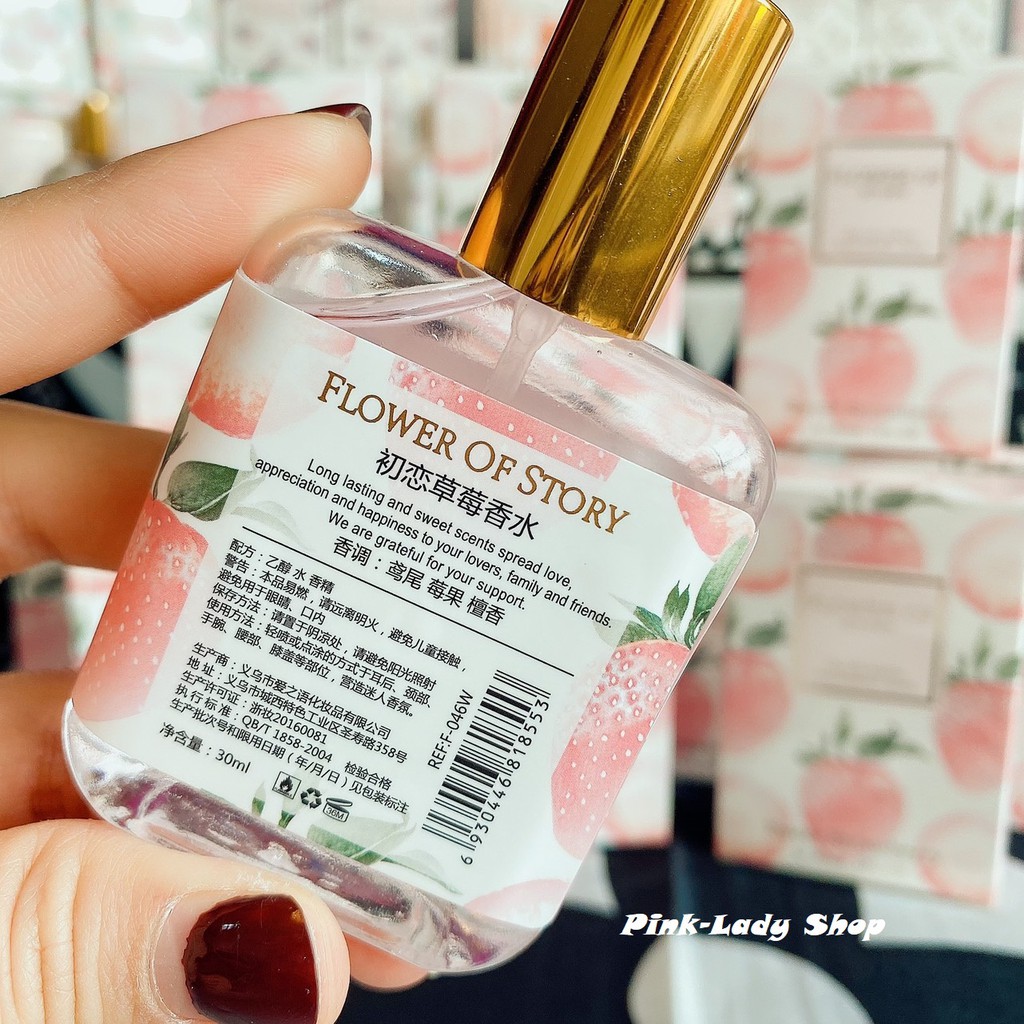 FLOWER OF STORY
初恋草莓香水
Long lasting and sweet scents spread love,
appreciation and happiness to your lovers, family and friends.
We are grateful for your support.
香调：鸢尾 莓果 檀香
配方：乙醇 水 香精
警告：本品易燃，请远离明火，避免儿童接触，
避免用于眼睛、口内
保存方法：请置于阴凉处，请避免阳光照射
使用方法：轻喷或点涂的方式于耳后、颈部、
手腕、腰部、膝盖等部位，营造迷人香氛。
生产商：义乌市爱之语化妆品有限公司
地 址：义乌市城西特色工业区圣寿路358号
生产许可证：浙妆20160081
执 行 标 准：QB/T 1858-2004 检验合格
生产批次号和限用日期（年/月/日）见包装标注
净含量：30ml
36M
REF:F-046W
6 930446 818553
Pink-Lady Shop